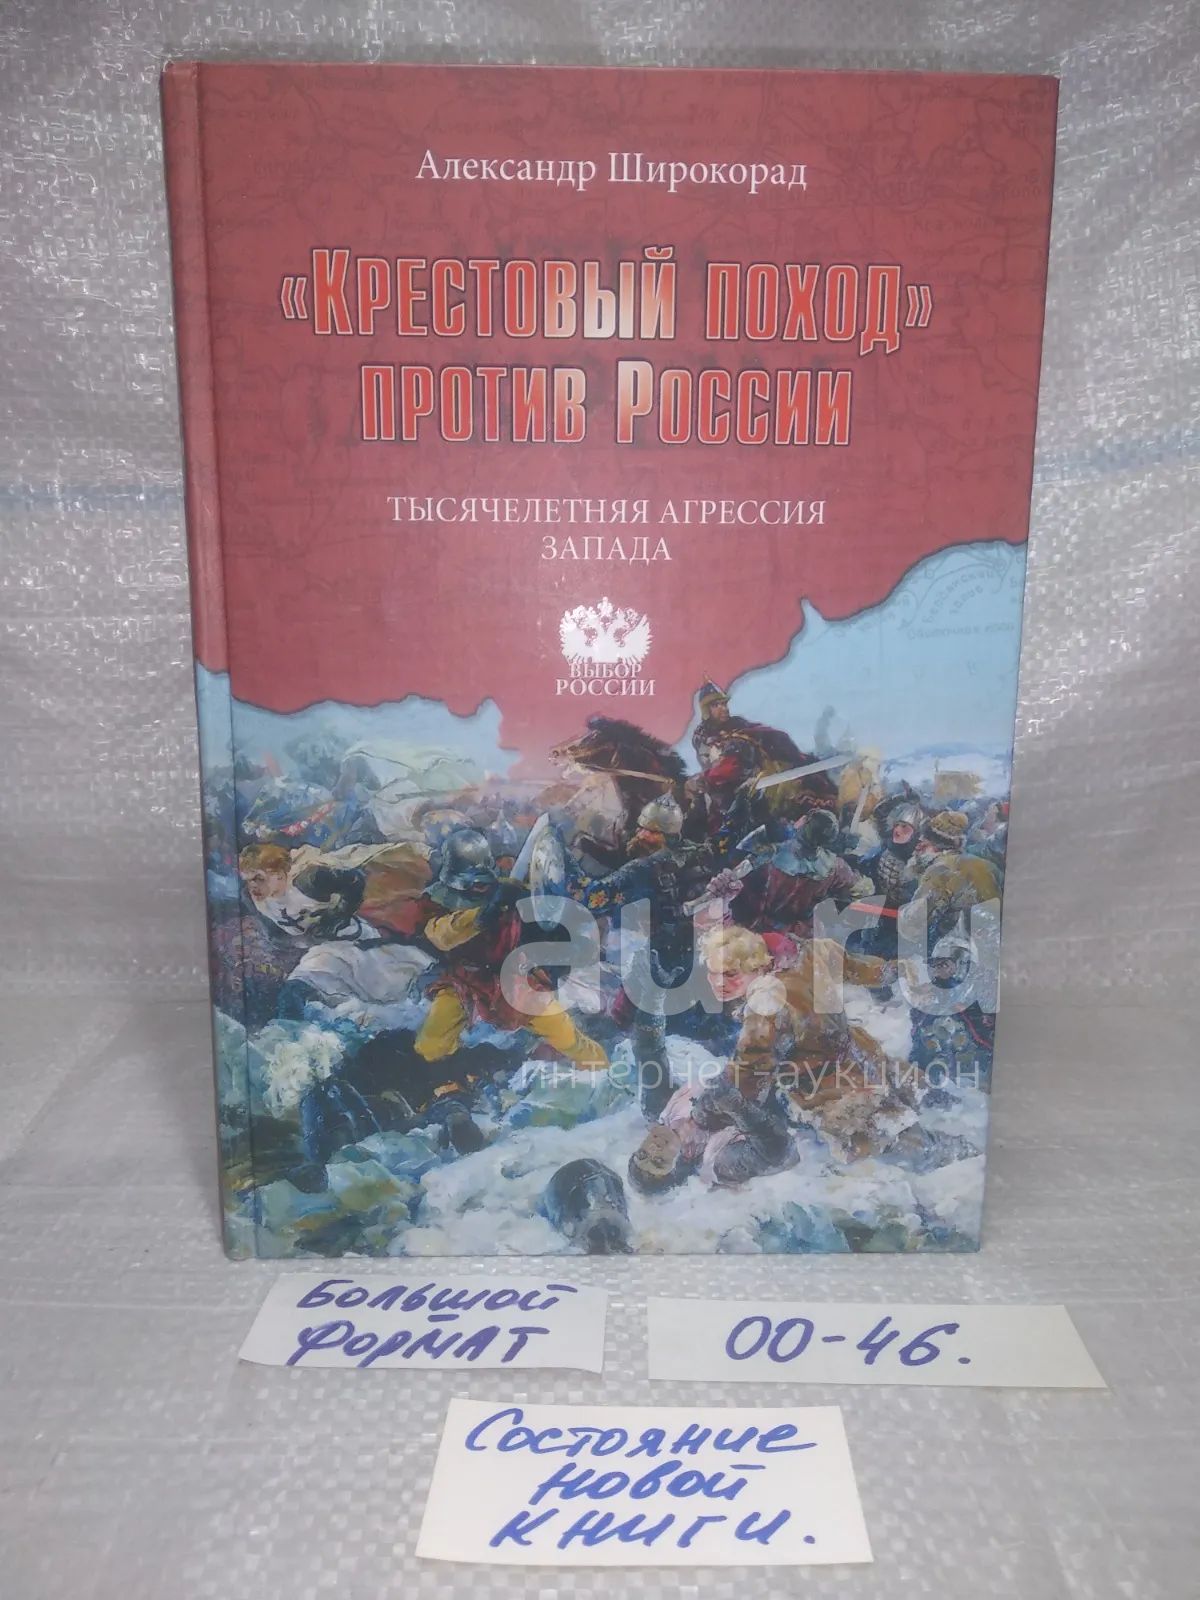 Александр Широкорад
«Крестовый поход»
против России
ТЫСЯЧЕЛЕТНЯЯ АГРЕССИЯ
ЗАПАДА
ВЫБОР
РОССИИ
au.ru
интернет-аукцион
БОЛЬШОЙ
ФОРМАТ
ОО-46.
Состояние
новой
книги.